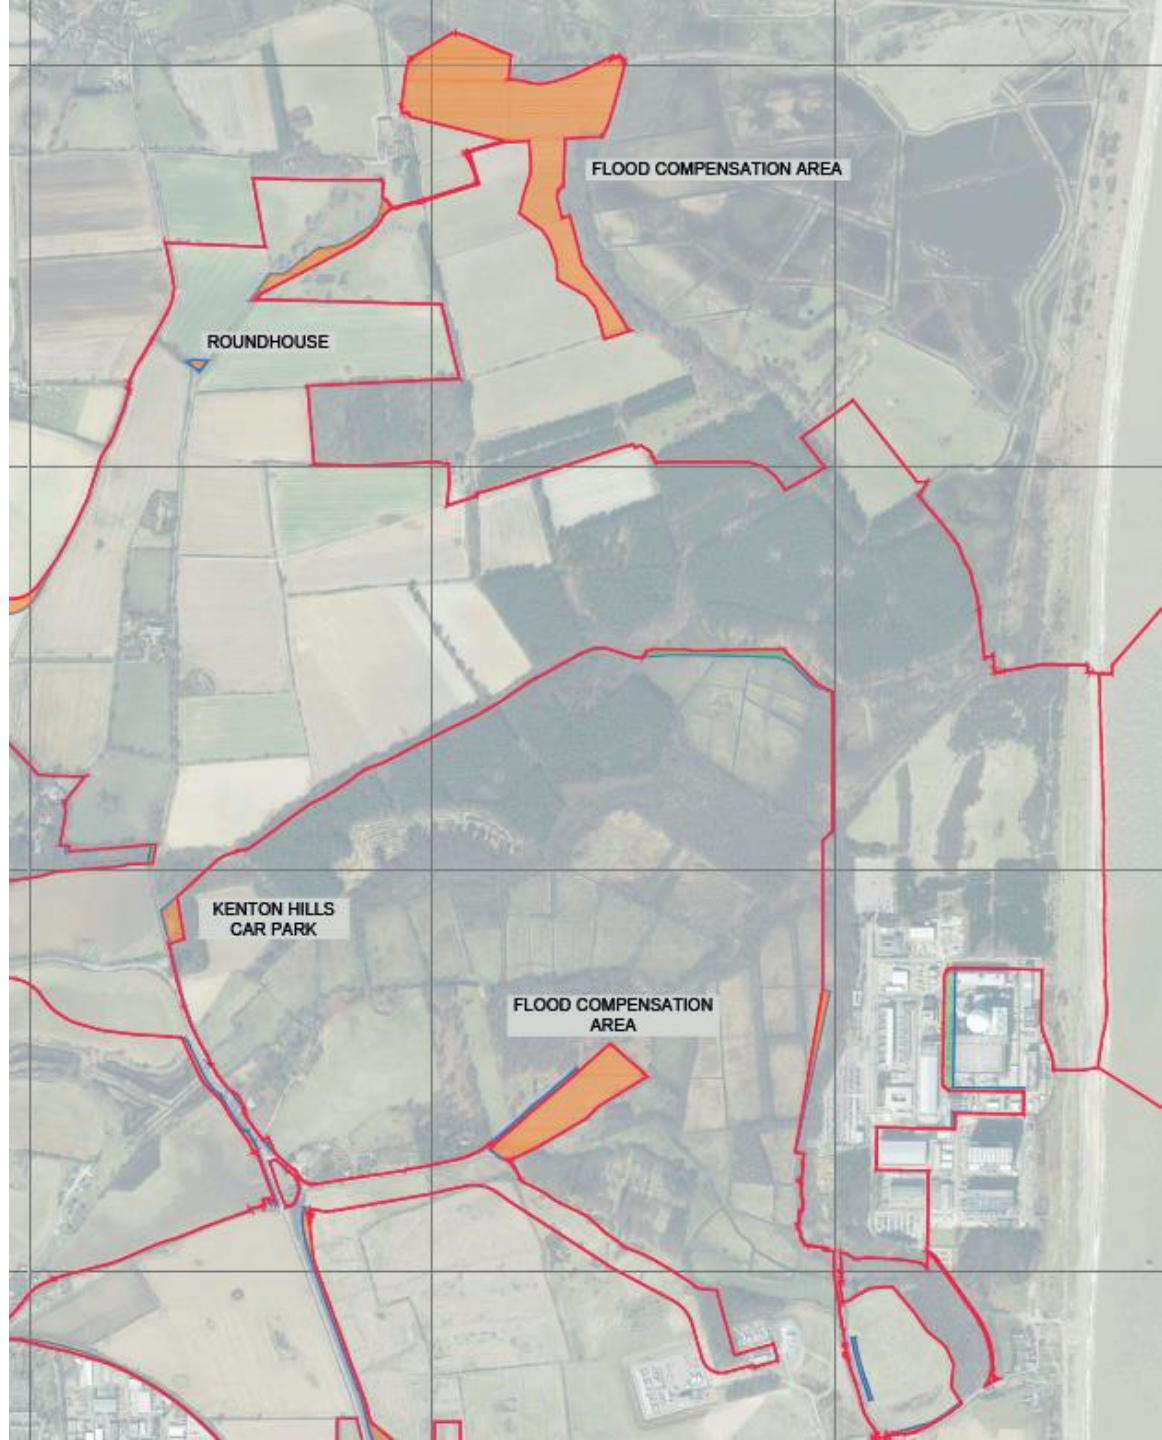 FLOOD COMPENSATION AREA
ROUNDHOUSE
KENTON HILLS
CAR PARK
FLOOD COMPENSATION
AREA